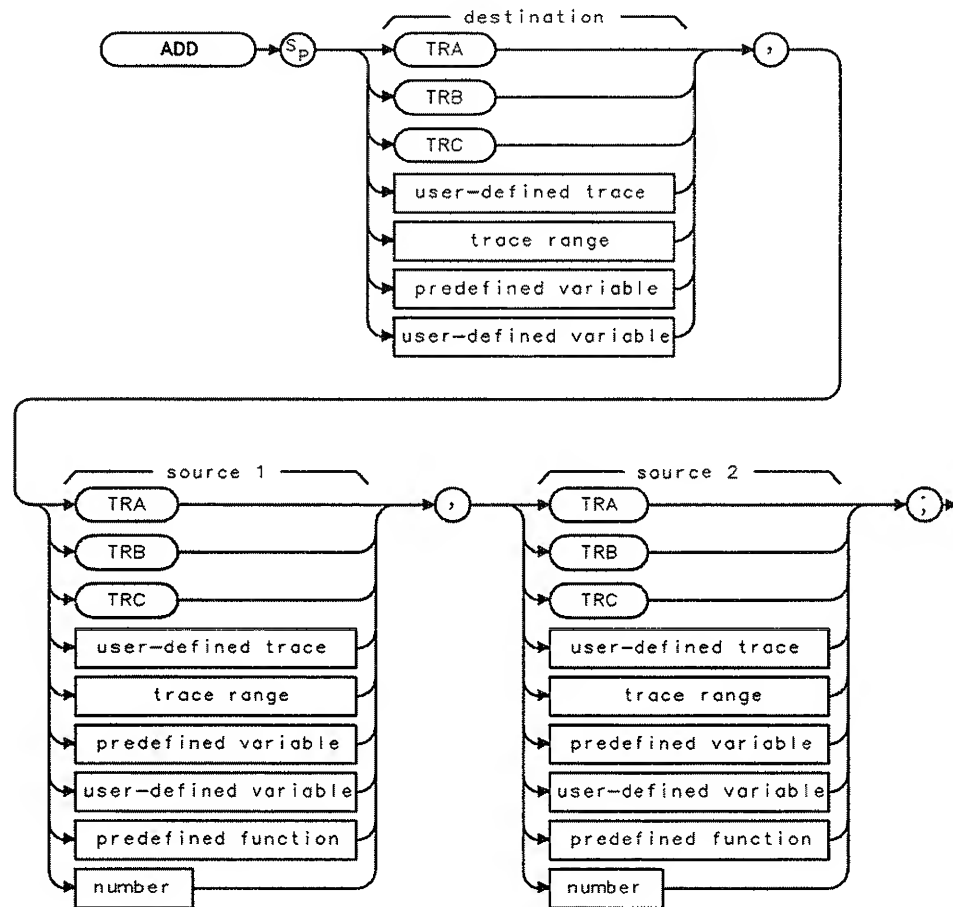 destination
ADD Sp TRA ,
TRB
TRC
user-defined trace
trace range
predefined variable
user-defined variable
source 1
TRA ,
TRB
TRC
user-defined trace
trace range
predefined variable
user-defined variable
predefined function
number
source 2
TRA ;
TRB
TRC
user-defined trace
trace range
predefined variable
user-defined variable
predefined function
number